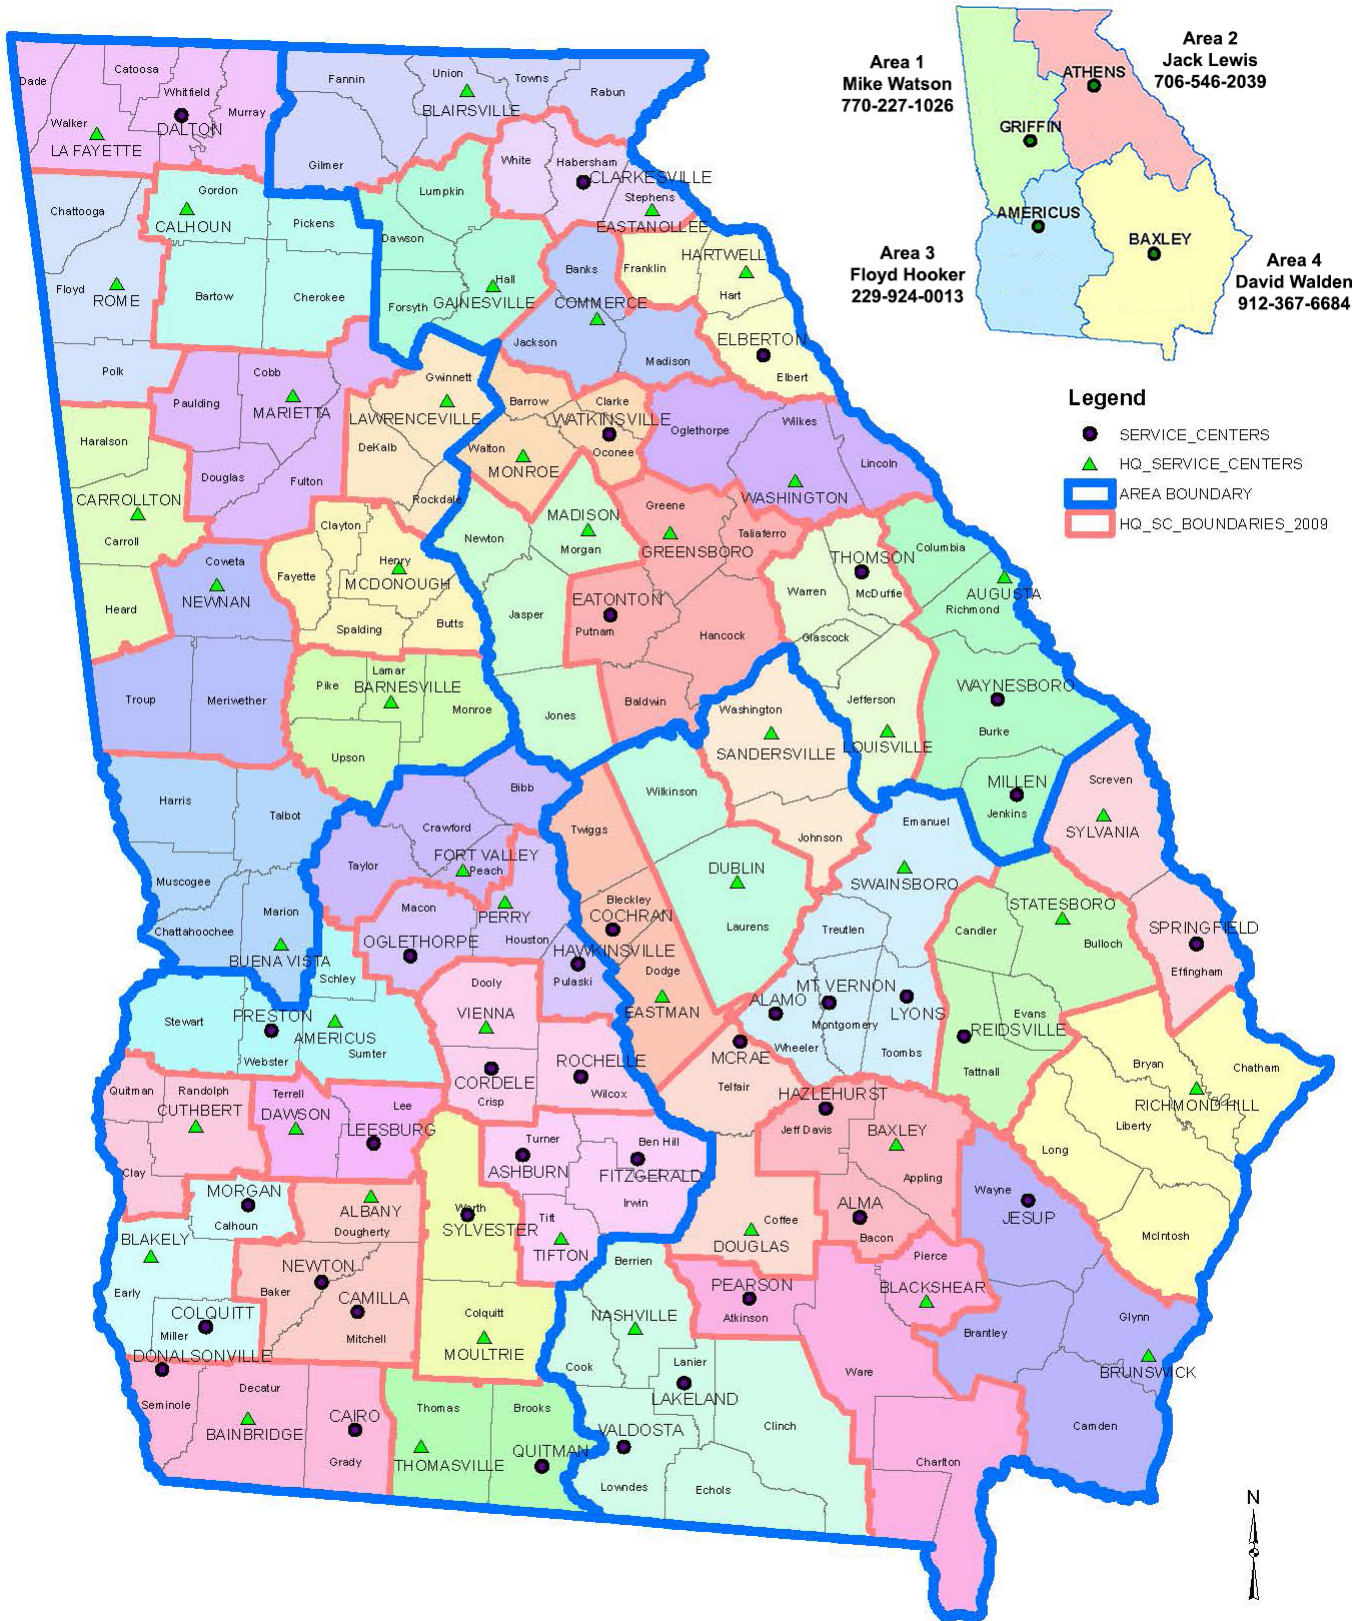 Area 1
Mike Watson
770-227-1026
Area 2
Jack Lewis
706-546-2039
ATHENS
GRIFFIN
AMERICUS
BAXLEY
Area 3
Floyd Hooker
229-924-0013
Area 4
David Walden
912-367-6684
Legend
SERVICE_CENTERS
HQ_SERVICE_CENTERS
AREA BOUNDARY
HQ_SC_BOUNDARIES_2009
Dade
Catoosa
Whitfield
DALTON
Murray
Walker
LA FAYETTE
Fannin
Union
BLAIRSVILLE
Towns
Rabun
Gilmer
White
Habersham
CLARKESVILLE
Stephens
EASTANOLLEE
Lumpkin
Chattooga
Gordon
CALHOUN
Pickens
Dawson
Floyd
ROME
Bartow
Cherokee
Forsyth
Hall
GAINESVILLE
Banks
COMMERCE
Franklin
HARTWELL
Hart
Jackson
Madison
ELBERTON
Elbert
Polk
Paulding
Cobb
MARIETTA
Gwinnett
LAWRENCEVILLE
Barrow
Clarke
WATKINSVILLE
Oconee
Oglethorpe
Wilkes
Lincoln
WASHINGTON
Haralson
CARROLLTON
Carroll
Douglas
Fulton
DeKalb
Rockdale
Walton
MONROE
Newton
MADISON
Morgan
Greene
GREENSBORO
Taliaferro
THOMSON
McDuffie
Warren
Columbia
AUGUSTA
Richmond
Heard
Coweta
NEWNAN
Clayton
Fayette
Henry
MCDONOUGH
Spalding
Butts
Jasper
EATONTON
Putnam
Hancock
Glascock
Troup
Meriwether
Pike
Lamar
BARNESVILLE
Monroe
Upson
Jones
Baldwin
Washington
SANDERSVILLE
Jefferson
LOUISVILLE
WAYNESBORO
Burke
MILLEN
Jenkins
Screven
SYLVANIA
Harris
Talbot
Muscogee
Chattahoochee
Marion
BUENA VISTA
Taylor
Crawford
Bibb
FORT VALLEY
Peach
Twiggs
Wilkinson
Johnson
Emanuel
SWAINSBORO
DUBLIN
Laurens
Macon
OGLETHORPE
PERRY
Houston
HAWKINSVILLE
Pulaski
Bleckley
COCHRAN
Dodge
EASTMAN
Treutlen
Candler
STATESBORO
Bulloch
SPRINGFIELD
Effingham
Schley
Stewart
PRESTON
Webster
AMERICUS
Sumter
Dooly
VIENNA
CORDELE
Crisp
ROCHELLE
Wilcox
ALAMO
Wheeler
MT VERNON
Montgomery
LYONS
Toombs
REIDSVILLE
Evans
Tattnall
MCRAE
Telfair
Bryan
Chatham
RICHMOND HILL
Liberty
Long
McIntosh
Quitman
Randolph
CUTHBERT
Clay
Terrell
DAWSON
Lee
LEESBURG
Turner
ASHBURN
Ben Hill
FITZGERALD
Irwin
HAZLEHURST
Jeff Davis
BAXLEY
Appling
Wayne
JESUP
MORGAN
Calhoun
ALBANY
Dougherty
Worth
SYLVESTER
Tift
TIFTON
Coffee
DOUGLAS
ALMA
Bacon
Pierce
BLACKSHEAR
BLAKELY
Early
NEWTON
Baker
CAMILLA
Mitchell
COLQUITT
Miller
Colquitt
MOULTRIE
Berrien
NASHVILLE
Cook
Lanier
LAKELAND
PEARSON
Atkinson
Ware
Brantley
Glynn
BRUNSWICK
DONALSONVILLE
Seminole
Decatur
BAINBRIDGE
CAIRO
Grady
Thomas
THOMASVILLE
Brooks
QUITMAN
VALDOSTA
Lowndes
Echols
Clinch
Charlton
Camden
N